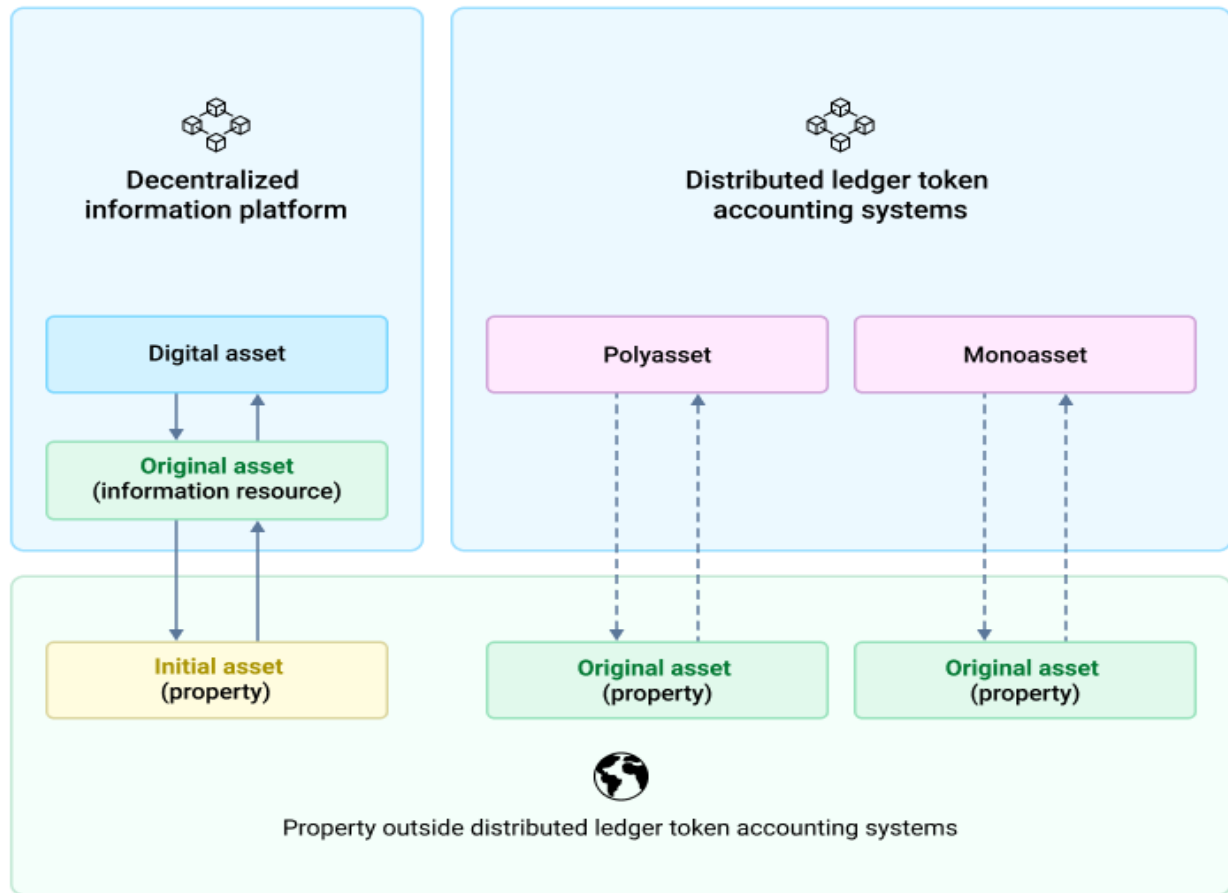 Decentralized
information platform
Distributed ledger token
accounting systems
Digital asset
Polyasset
Monoasset
Original asset
(information resource)
Initial asset
(property)
Original asset
(property)
Original asset
(property)
Property outside distributed ledger token accounting systems